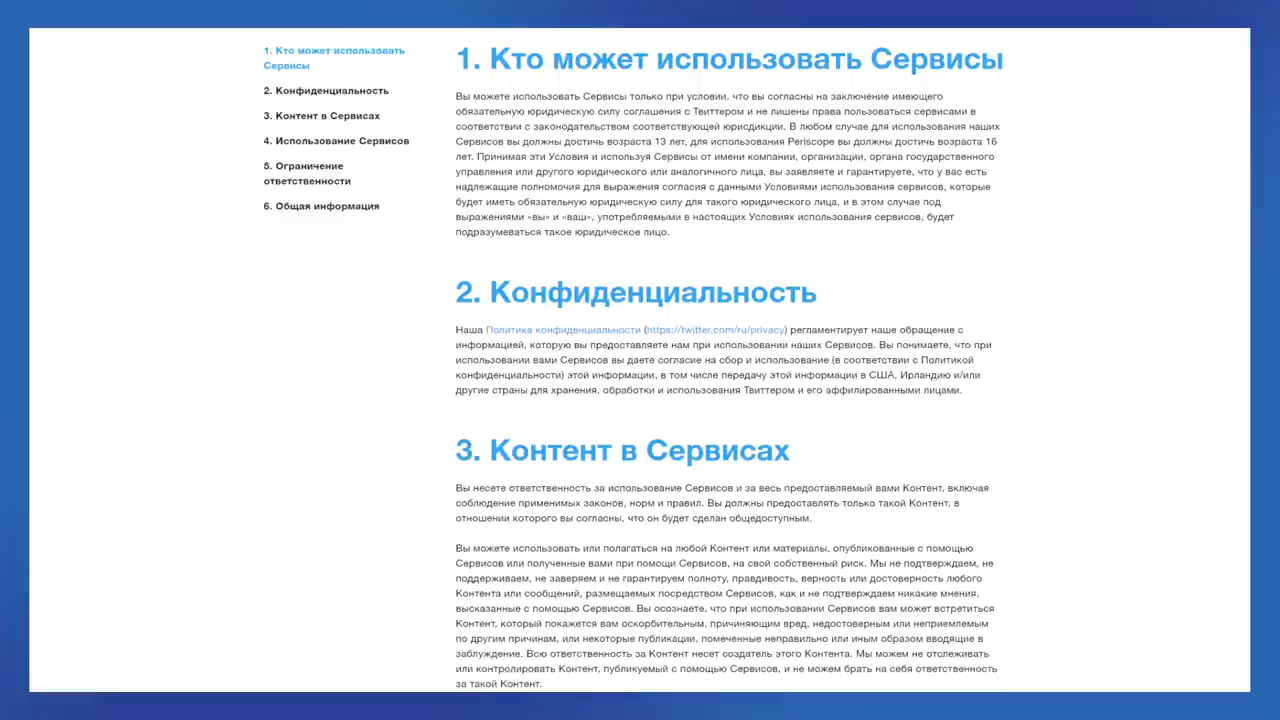 1. Кто может использовать
Сервисы
2. Конфиденциальность
3. Контент в Сервисах
4. Использование Сервисов
5. Ограничение
ответственности
6. Общая информация
1. Кто может использовать Сервисы
Вы можете использовать Сервисы только при условии, что вы согласны на заключение имеющего
обязательную юридическую силу соглашения с Твиттером и не лишены права пользоваться сервисами в
соответствии с законодательством соответствующей юрисдикции. В любом случае для использования наших
Сервисов вы должны достичь возраста 13 лет, для использования Periscope вы должны достичь возраста 16
лет. Принимая эти Условия и используя Сервисы от имени компании, организации, органа государственного
управления или другого юридического или аналогичного лица, вы заявляете и гарантируете, что у вас есть
надлежащие полномочия для выражения согласия с данными Условиями использования сервисов, которые
будет иметь обязательную юридическую силу для такого юридического лица, и в этом случае под
выражениями «вы» и «ваш», употребляемыми в настоящих Условиях использования сервисов, будет
подразумеваться такое юридическое лицо.
2. Конфиденциальность
Наша Политика конфиденциальности (https://twitter.com/ru/privacy) регламентирует наше обращение с
информацией, которую вы предоставляете нам при использовании наших Сервисов. Вы понимаете, что при
использовании вами Сервисов вы даете согласие на сбор и использование (в соответствии с Политикой
конфиденциальности) этой информации, в том числе передачу этой информации в США, Ирландию и/или
другие страны для хранения, обработки и использования Твиттером и его аффилированными лицами.
3. Контент в Сервисах
Вы несете ответственность за использование Сервисов и за весь предоставляемый вами Контент, включая
соблюдение применимых законов, норм и правил. Вы должны предоставлять только такой Контент, в
отношении которого вы согласны, что он будет сделан общедоступным.
Вы можете использовать или полагаться на любой Контент или материалы, опубликованные с помощью
Сервисов или полученные вами при помощи Сервисов, на свой собственный риск. Мы не подтверждаем, не
поддерживаем, не заверяем и не гарантируем полноту, правдивость, верность или достоверность любого
Контента или сообщений, размещаемых посредством Сервисов, как и не подтверждаем никакие мнения,
высказанные с помощью Сервисов. Вы осознаете, что при использовании Сервисов вам может встретиться
Контент, который покажется вам оскорбительным, причиняющим вред, недостоверным или неприемлемым
по другим причинам, или некоторые публикации, помеченные неправильно или иным образом вводящие в
заблуждение. Всю ответственность за Контент несет создатель этого Контента. Мы можем не отслеживать
или контролировать Контент, публикуемый с помощью Сервисов, и не можем брать на себя ответственность
за такой Контент.